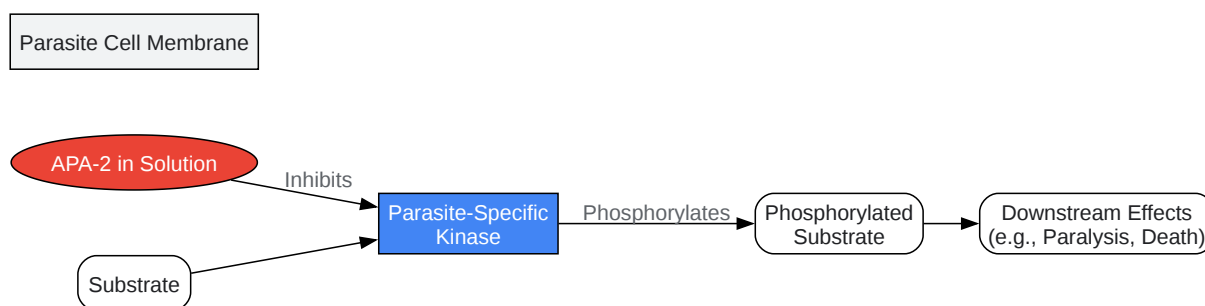 Parasite Cell Membrane
APA-2 in Solution
Inhibits
Parasite-Specific
Kinase
Phosphorylates
Phosphorylated
Substrate
Downstream Effects
(e.g., Paralysis, Death)
Substrate